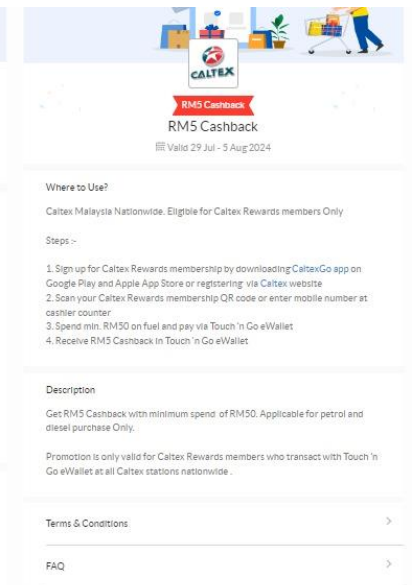 CALTEX
RM5 Cashback
RM5 Cashback
Valid 29 Jul - 5 Aug 2024
Where to Use?
Caltex Malaysia Nationwide. Eligible for Caltex Rewards members Only
Steps :-
1. Sign up for Caltex Rewards membership by downloading CaltexGo app on
Google Play and Apple App Store or registering via Caltex website
2. Scan your Caltex Rewards membership QR code or enter mobile number at
cashier counter
3. Spend min. RM50 on fuel and pay via Touch 'n Go eWallet
4. Receive RM5 Cashback in Touch 'n Go eWallet
Description
Get RM5 Cashback with minimum spend of RM50. Applicable for petrol and
diesel purchase Only.
Promotion is only valid for Caltex Rewards members who transact with Touch 'n
Go eWallet at all Caltex stations nationwide .
Terms & Conditions
FAQ